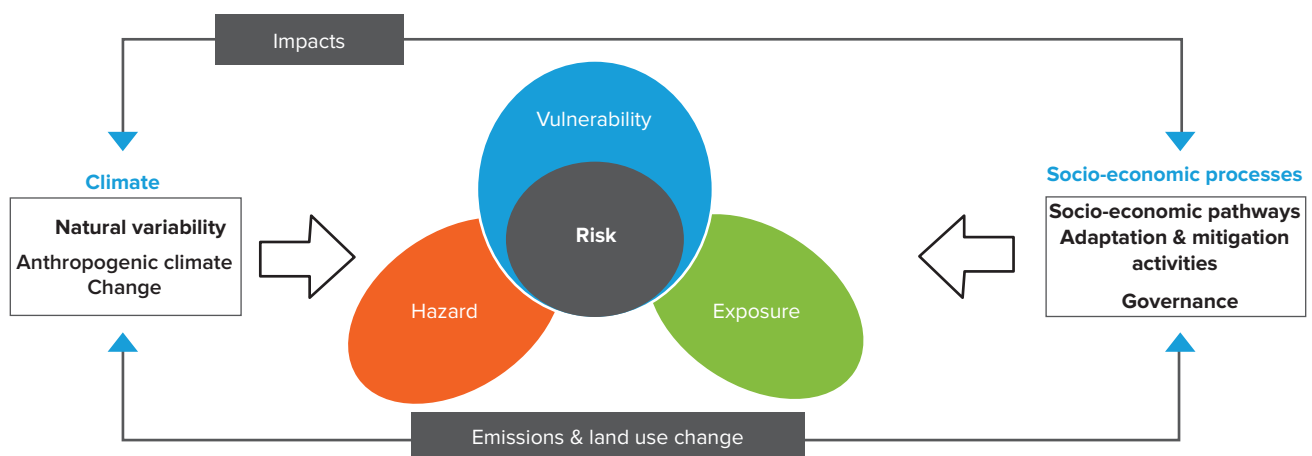 Impacts
Vulnerability
Climate
Natural variability
Anthropogenic climate
Change
Risk
Hazard
Exposure
Socio-economic processes
Socio-economic pathways
Adaptation & mitigation
activities
Governance
Emissions & land use change